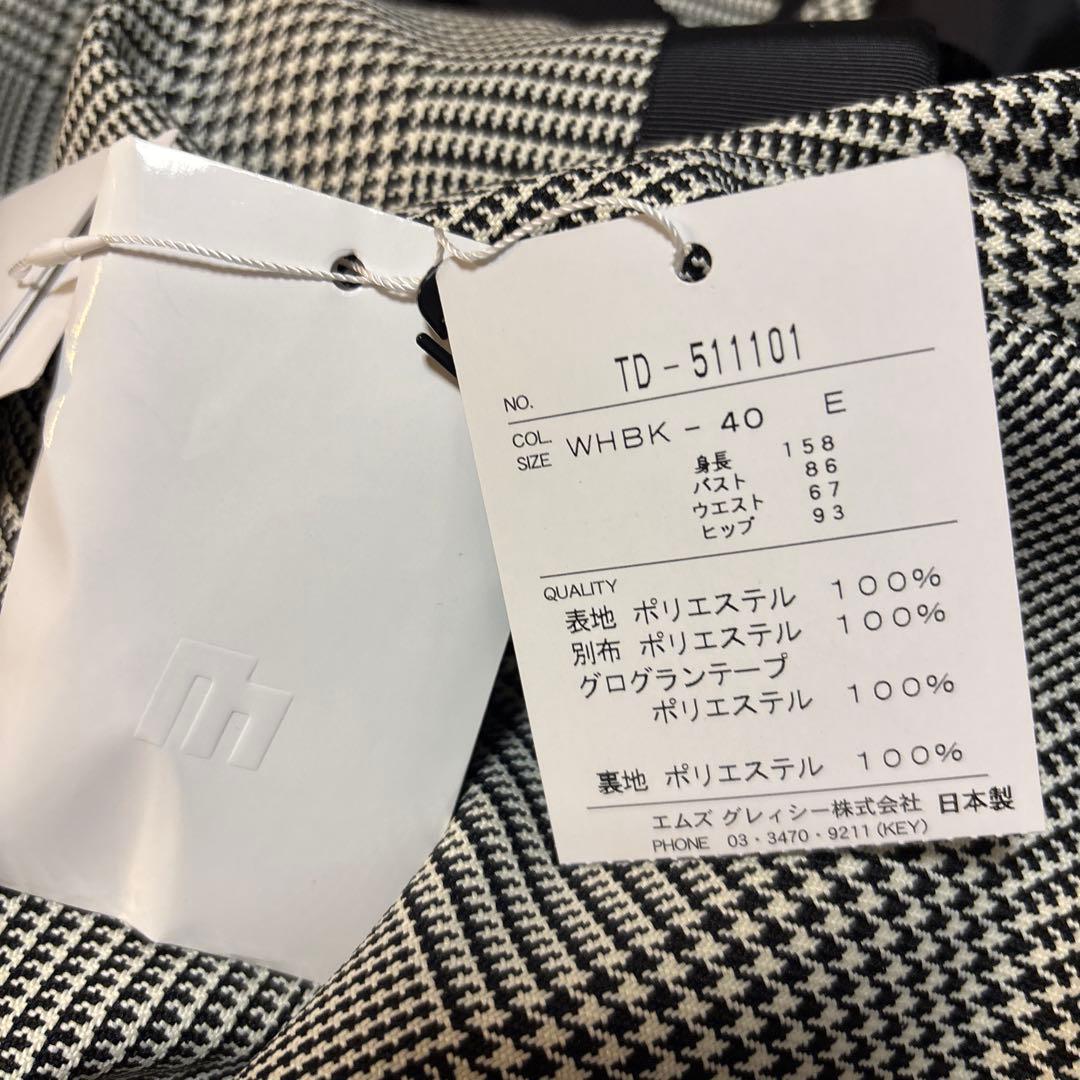 NO. TD-511101
COL. SIZE WHBK-40 E
身長 158
バスト 86
ウエスト 67
ヒップ 93
QUALITY
表地 ポリエステル 100%
別布 ポリエステル 100%
グログランテープ
ポリエステル 100%
裏地 ポリエステル 100%
エムズ グレィシー株式会社 日本製
PHONE 03・3470・9211(KEY)